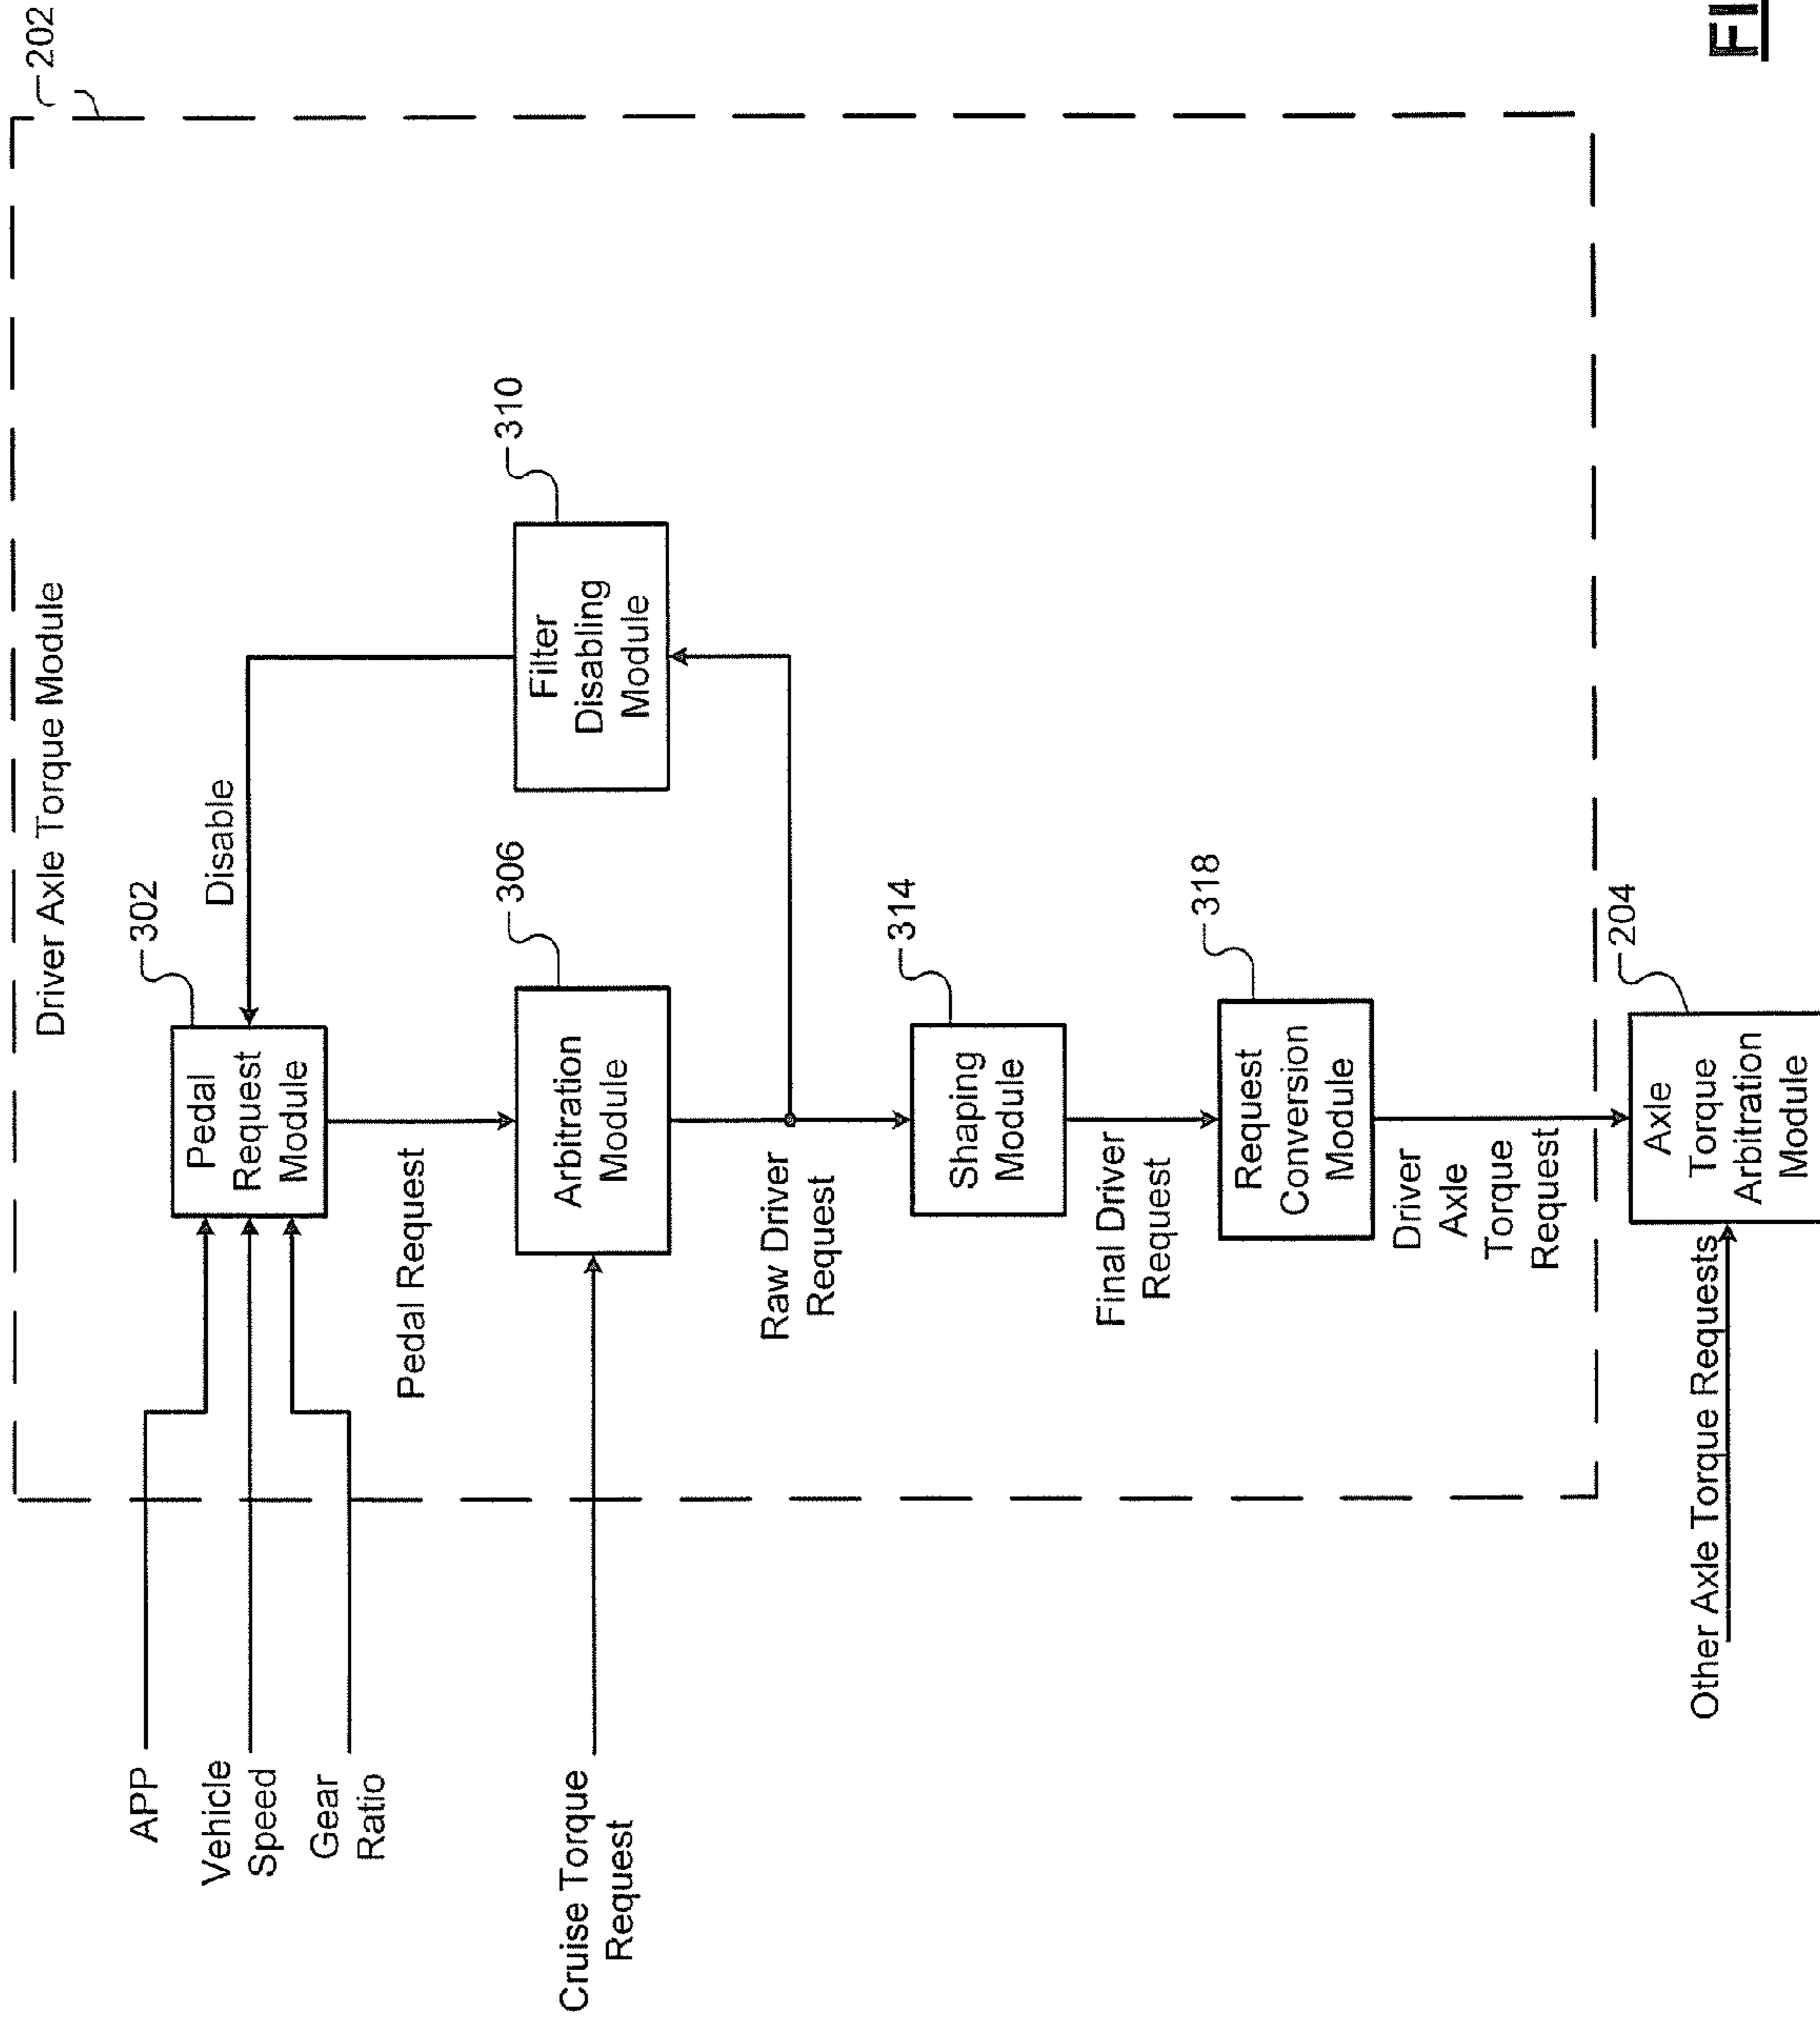 202
Driver Axle Torque Module
APP
Vehicle
Speed
Gear
Ratio
302
Pedal
Request
Module
Disable
Pedal Request
Cruise Torque
Request
306
Arbitration
Module
310
Filter
Disabling
Module
Raw Driver
Request
314
Shaping
Module
Final Driver
Request
318
Request
Conversion
Module
Driver
Axle
Torque
Request
204
Axle
Torque
Arbitration
Module
Other Axle Torque Requests